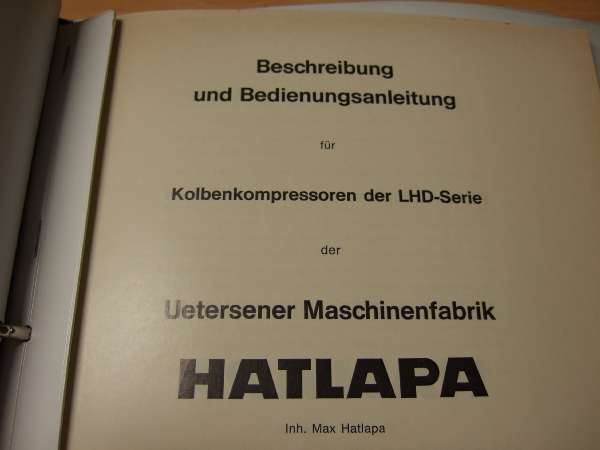 Beschreibung
und Bedienungsanleitung
für
Kolbenkompressoren der LHD-Serie
der
Uetersener Maschinenfabrik
HATLAPA
Inh. Max Hatlapa